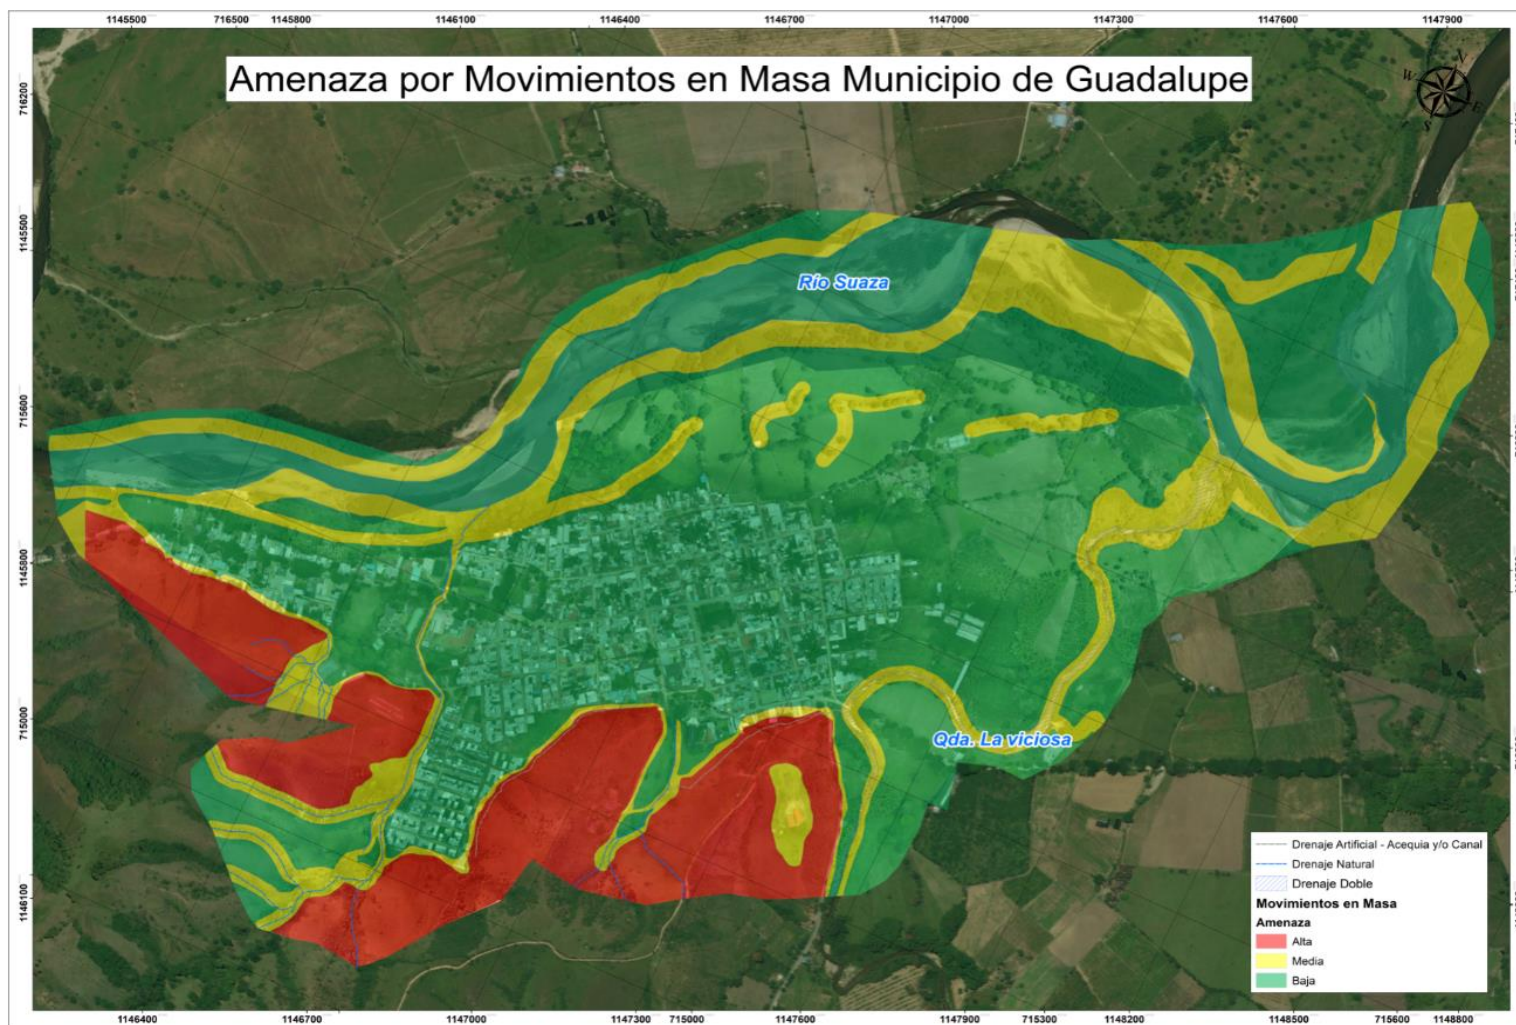 1145500 716500 1145800 1146100 1146400 1146700 1147000 1147300 1147600 1147900
Amenaza por Movimientos en Masa Municipio de Guadalupe
N
W
E
S
716200
1145500
715600
1145800
715000
1146100
Río Suaza
Qda. La viciosa
Drenaje Artificial - Acequia y/o Canal
Drenaje Natural
Drenaje Doble
Movimientos en Masa
Amenaza
Alta
Media
Baja
1146400 1146700 1147000 1147300 715000 1147600 1147900 715300 1148200 1148500 715600 1148800